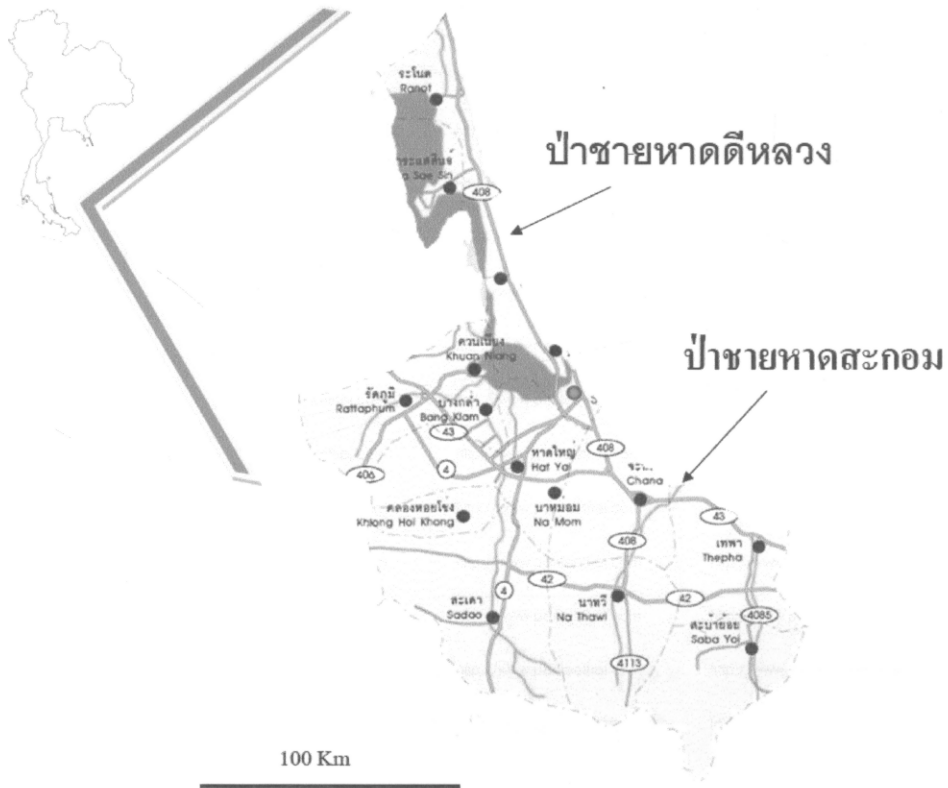 ระโนด
Ranot
ป่าชายหาดดีหลวง
Sae Sin
408
ป่าชายหาดสะกอม
ควนเนียง
Khuan Niang
รัตภูมิ
Rattaphum
บางกล่ำ
Bang Klam
43
408
406
4
หาดใหญ่
Hat Yai
Chana
คลองหอยโข่ง
Khlong Hoi Khong
นาหม่อม
Na Mom
43
408
เทพา
Thepha
4
42
นาทวี
Na Thawi
42
สะเดา
Sadao
4085
สะบ้าย้อย
Saba Yoi
4113
100 Km